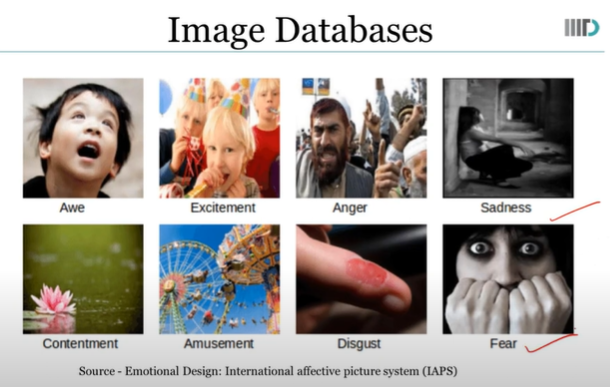 Image Databases
Awe Excitement Anger Sadness
Contentment Amusement Disgust Fear
Source - Emotional Design: International affective picture system (IAPS)